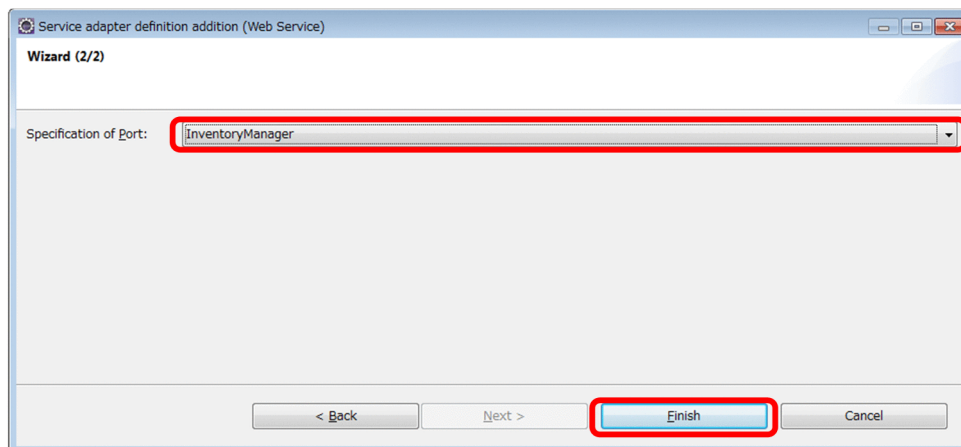 Service adapter definition addition (Web Service)
Wizard (2/2)
Specification of Port: InventoryManager
< Back Next > Finish Cancel